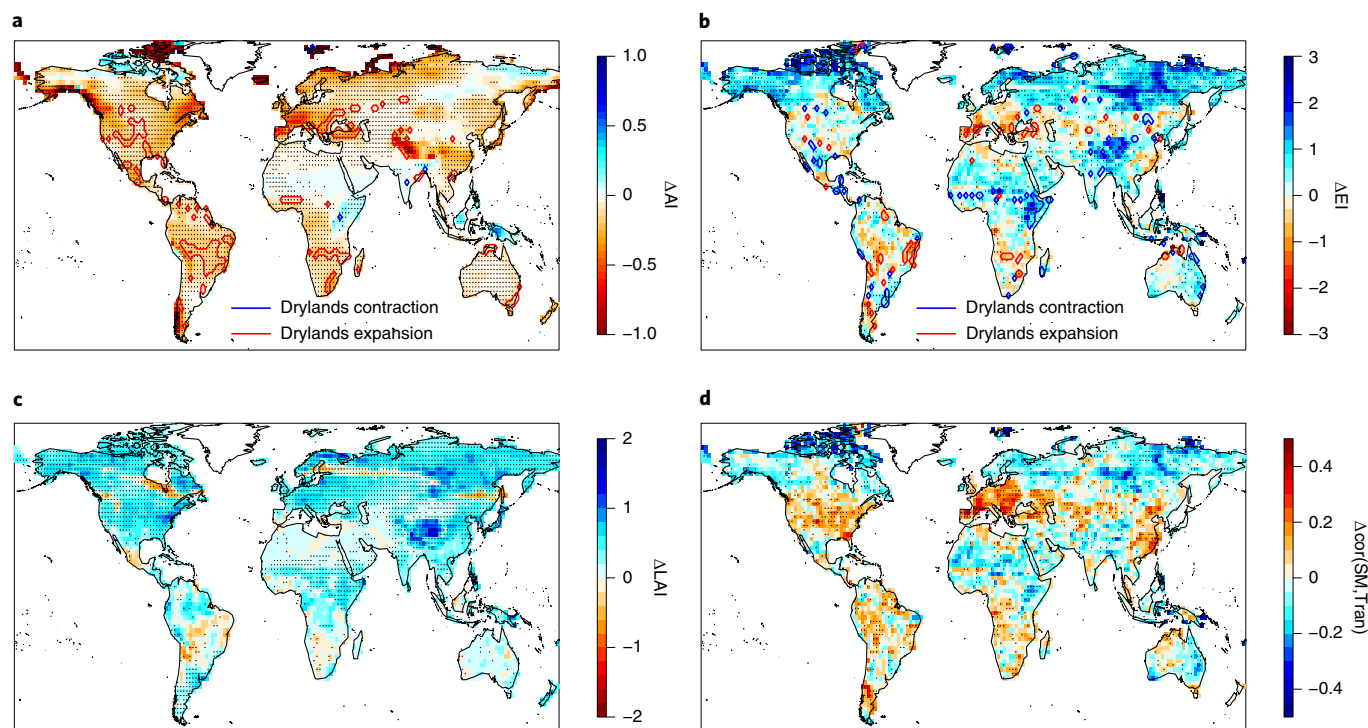 a
1.0
0.5
0
−0.5
−1.0
ΔAI
Drylands contraction
Drylands expansion
b
3
2
1
0
−1
−2
−3
ΔEI
Drylands contraction
Drylands expansion
c
2
1
0
−1
−2
ΔLAI
d
0.4
0.2
0
−0.2
−0.4
Δcor(SM,Tran)